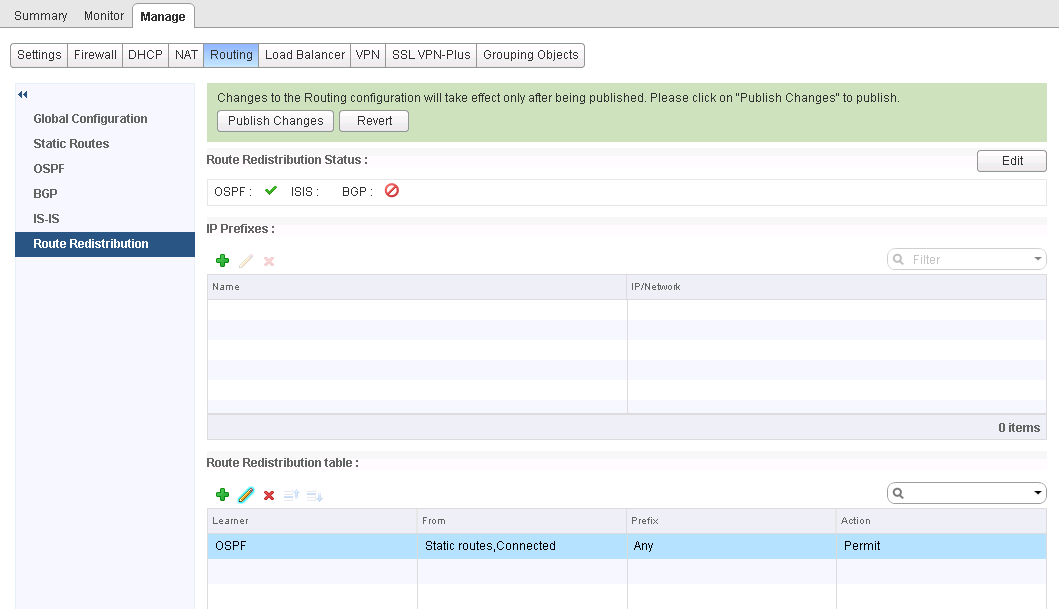 Summary Monitor Manage
Settings Firewall DHCP NAT Routing Load Balancer VPN SSL VPN-Plus Grouping Objects
Global Configuration
Static Routes
OSPF
BGP
IS-IS
Route Redistribution
Changes to the Routing configuration will take effect only after being published. Please click on "Publish Changes" to publish.
Publish Changes Revert
Route Redistribution Status :
Edit
OSPF : ISIS : BGP :
IP Prefixes :
Filter
Name IP/Network
0 items
Route Redistribution table :
Learner From Prefix Action
OSPF Static routes,Connected Any Permit